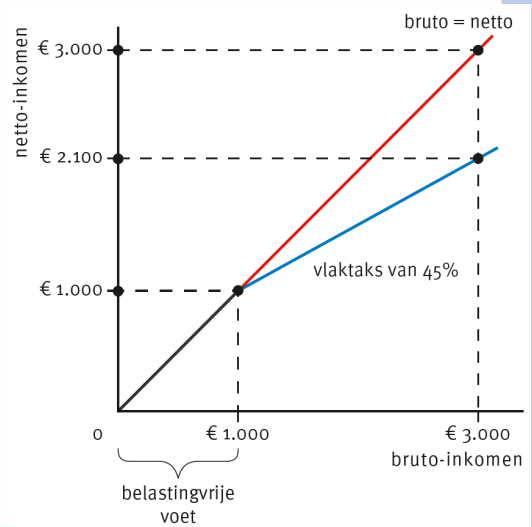 bruto = netto
netto-inkomen
€ 3.000
€ 2.100
vlaktaks van 45%
€ 1.000
0
€ 1.000
€ 3.000
bruto-inkomen
belastingvrije
voet